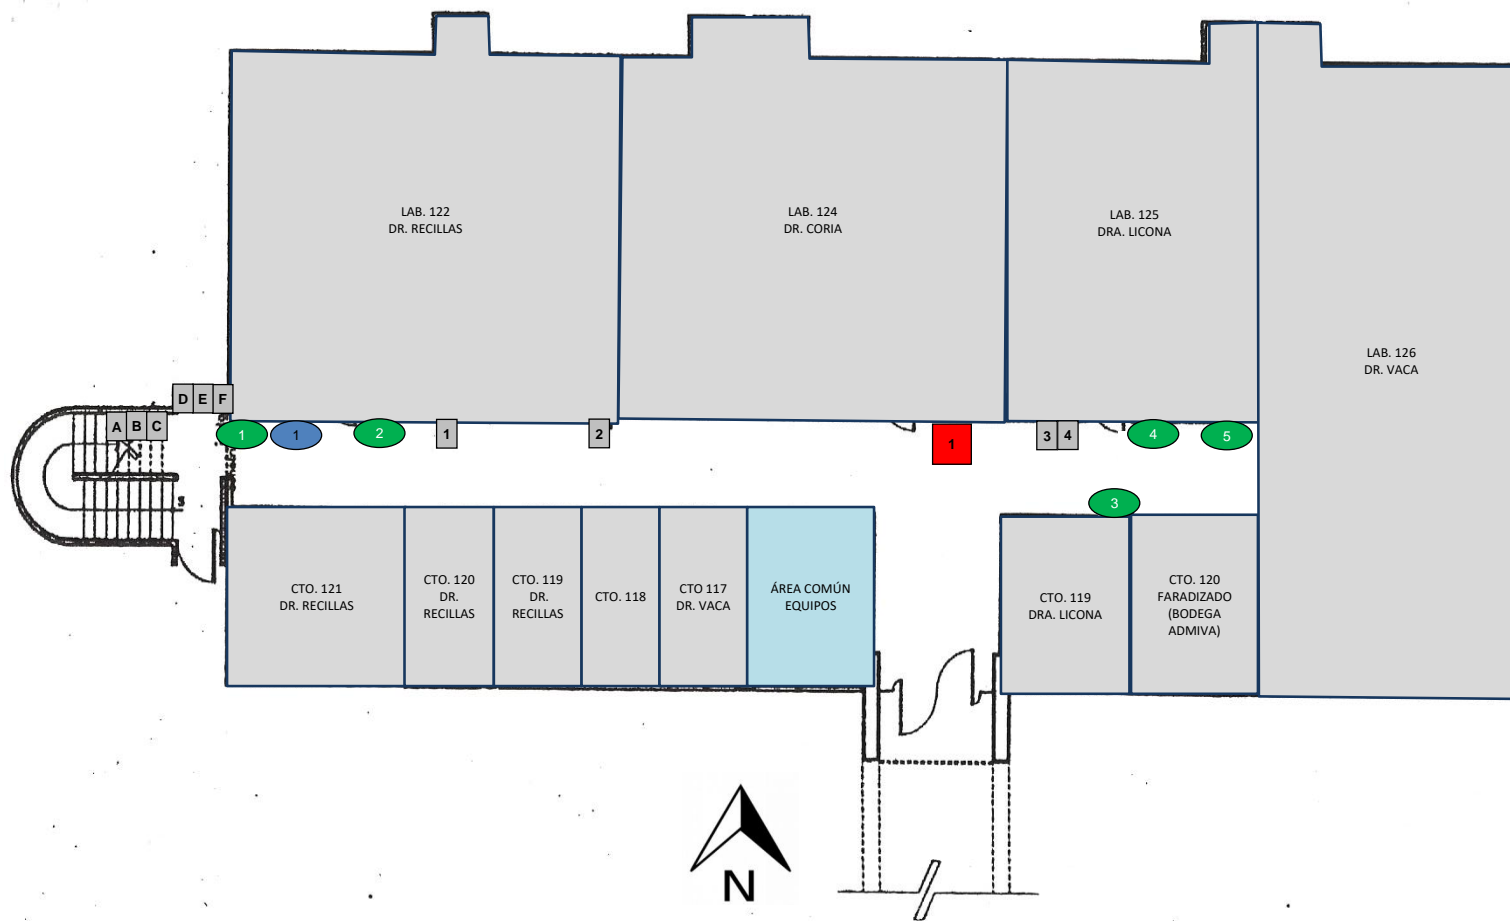 LAB. 122
DR. RECILLAS
LAB. 124
DR. CORIA
LAB. 125
DRA. LICONA
LAB. 126
DR. VACA
D E F
A B C
1
1
2
1
2
1
3 4
4
5
3
CTO. 121
DR. RECILLAS
CTO. 120
DR.
RECILLAS
CTO. 119
DR.
RECILLAS
CTO. 118
CTO 117
DR. VACA
ÁREA COMÚN
EQUIPOS
CTO. 119
DRA. LICONA
CTO. 120
FARADIZADO
(BODEGA
ADMIVA)
N